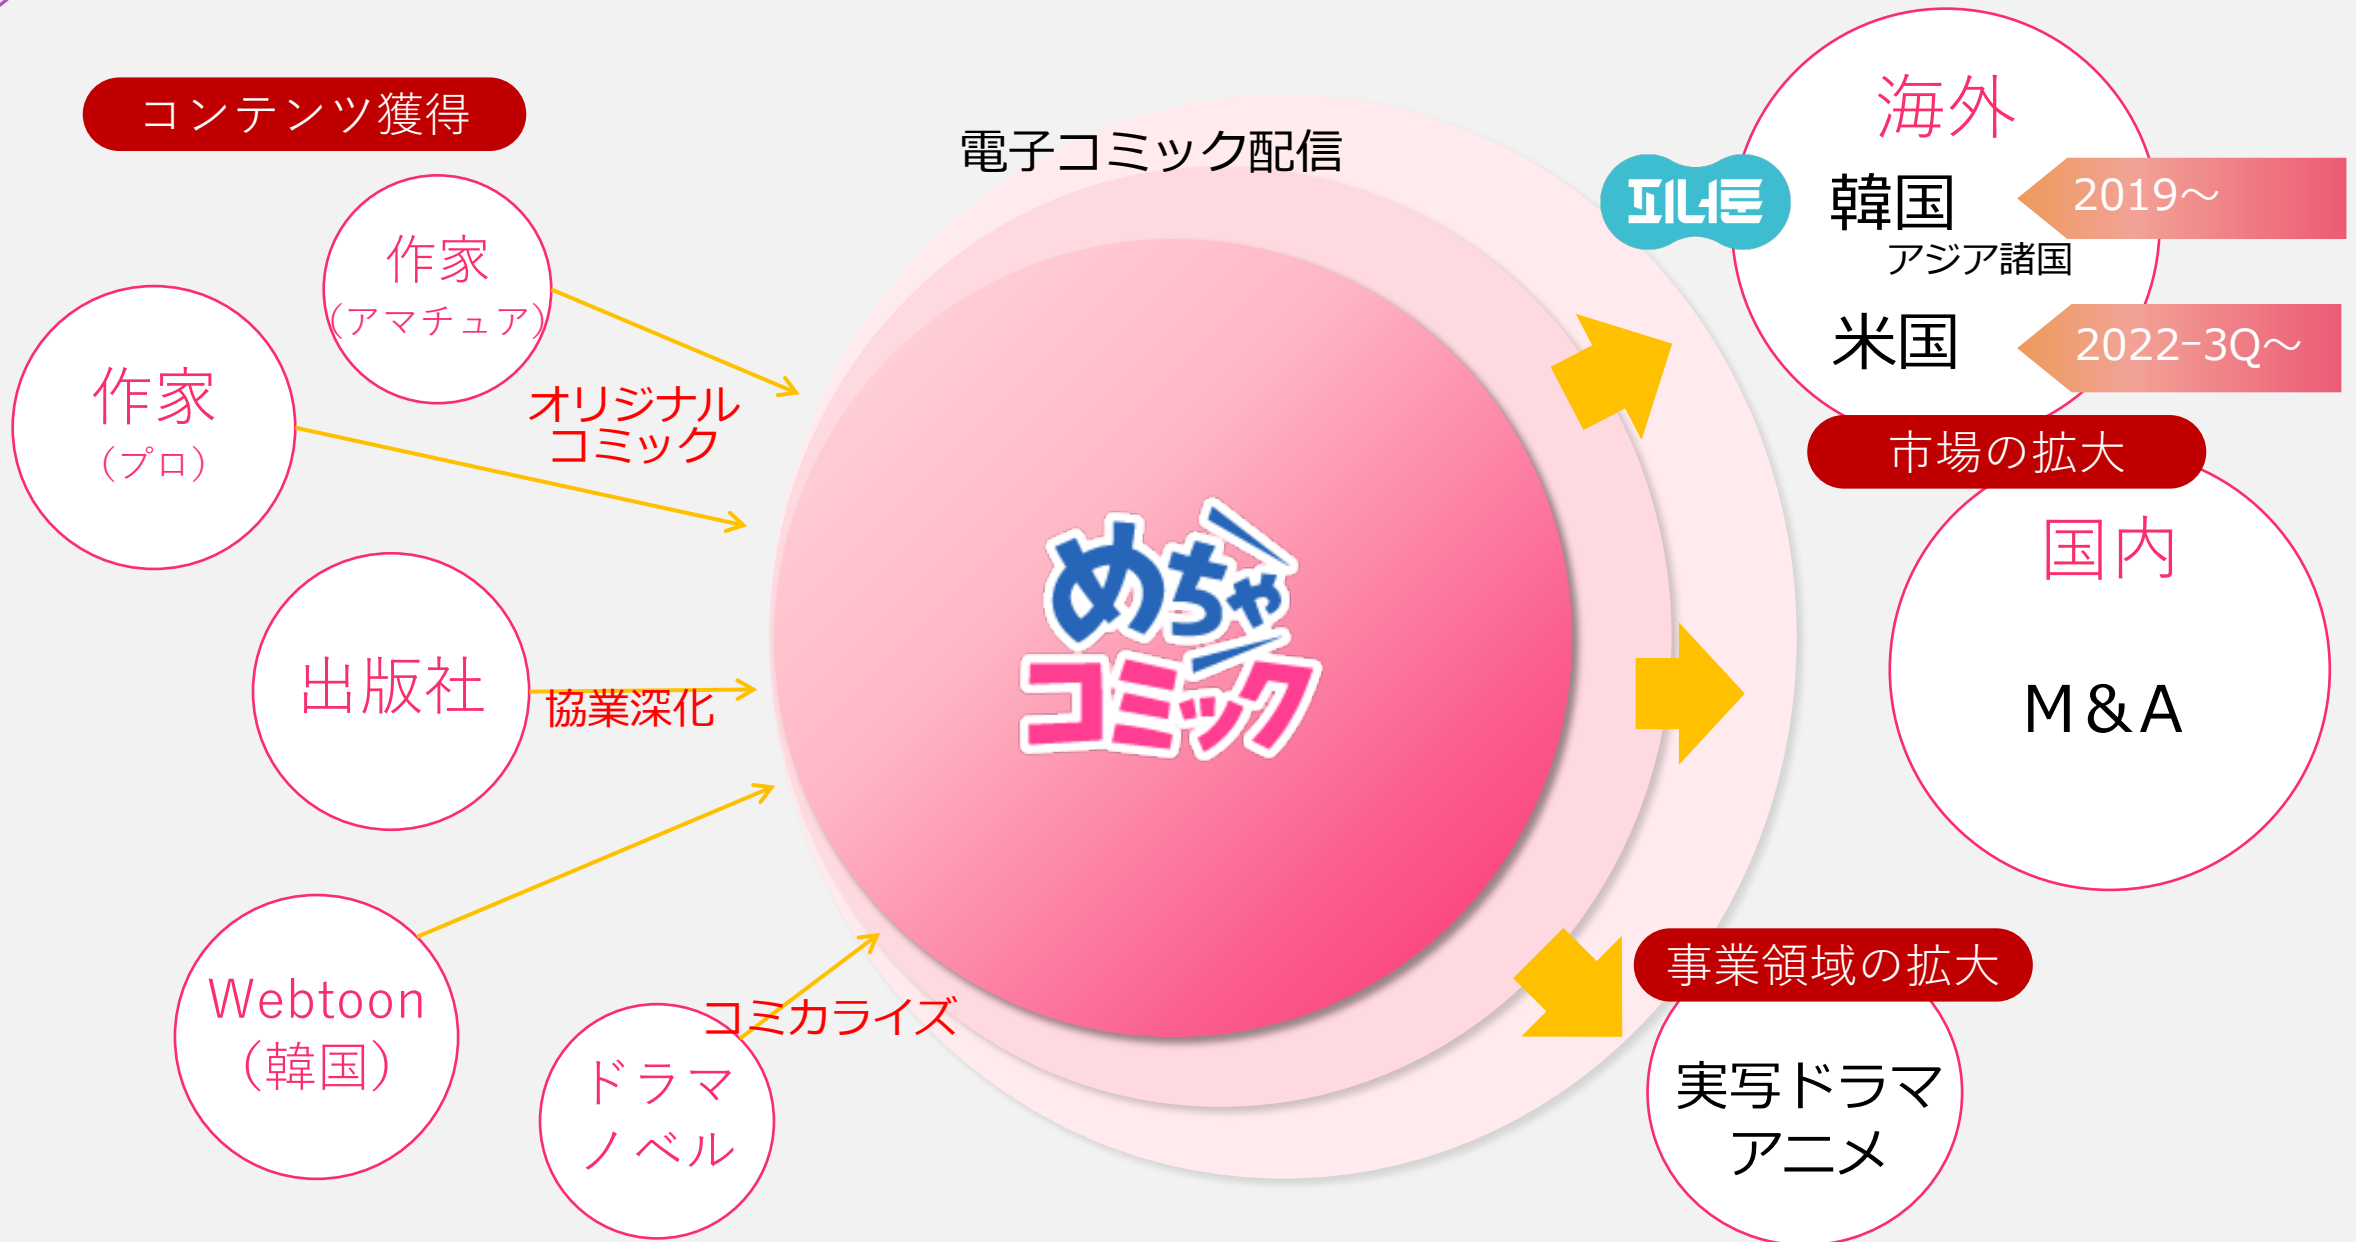 コンテンツ獲得
作家
（アマチュア）
作家
（プロ）
オリジナル
コミック
出版社
協業深化
Webtoon
（韓国）
ドラマ
ノベル
コミカライズ
電子コミック配信
めちゃ
コミック
海外
韓国
2019～
アジア諸国
米国
2022-3Q～
市場の拡大
国内
M&A
事業領域の拡大
実写ドラマ
アニメ